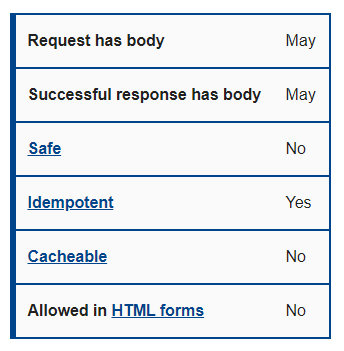 Request has body May
Successful response has body May
Safe No
Idempotent Yes
Cacheable No
Allowed in HTML forms No